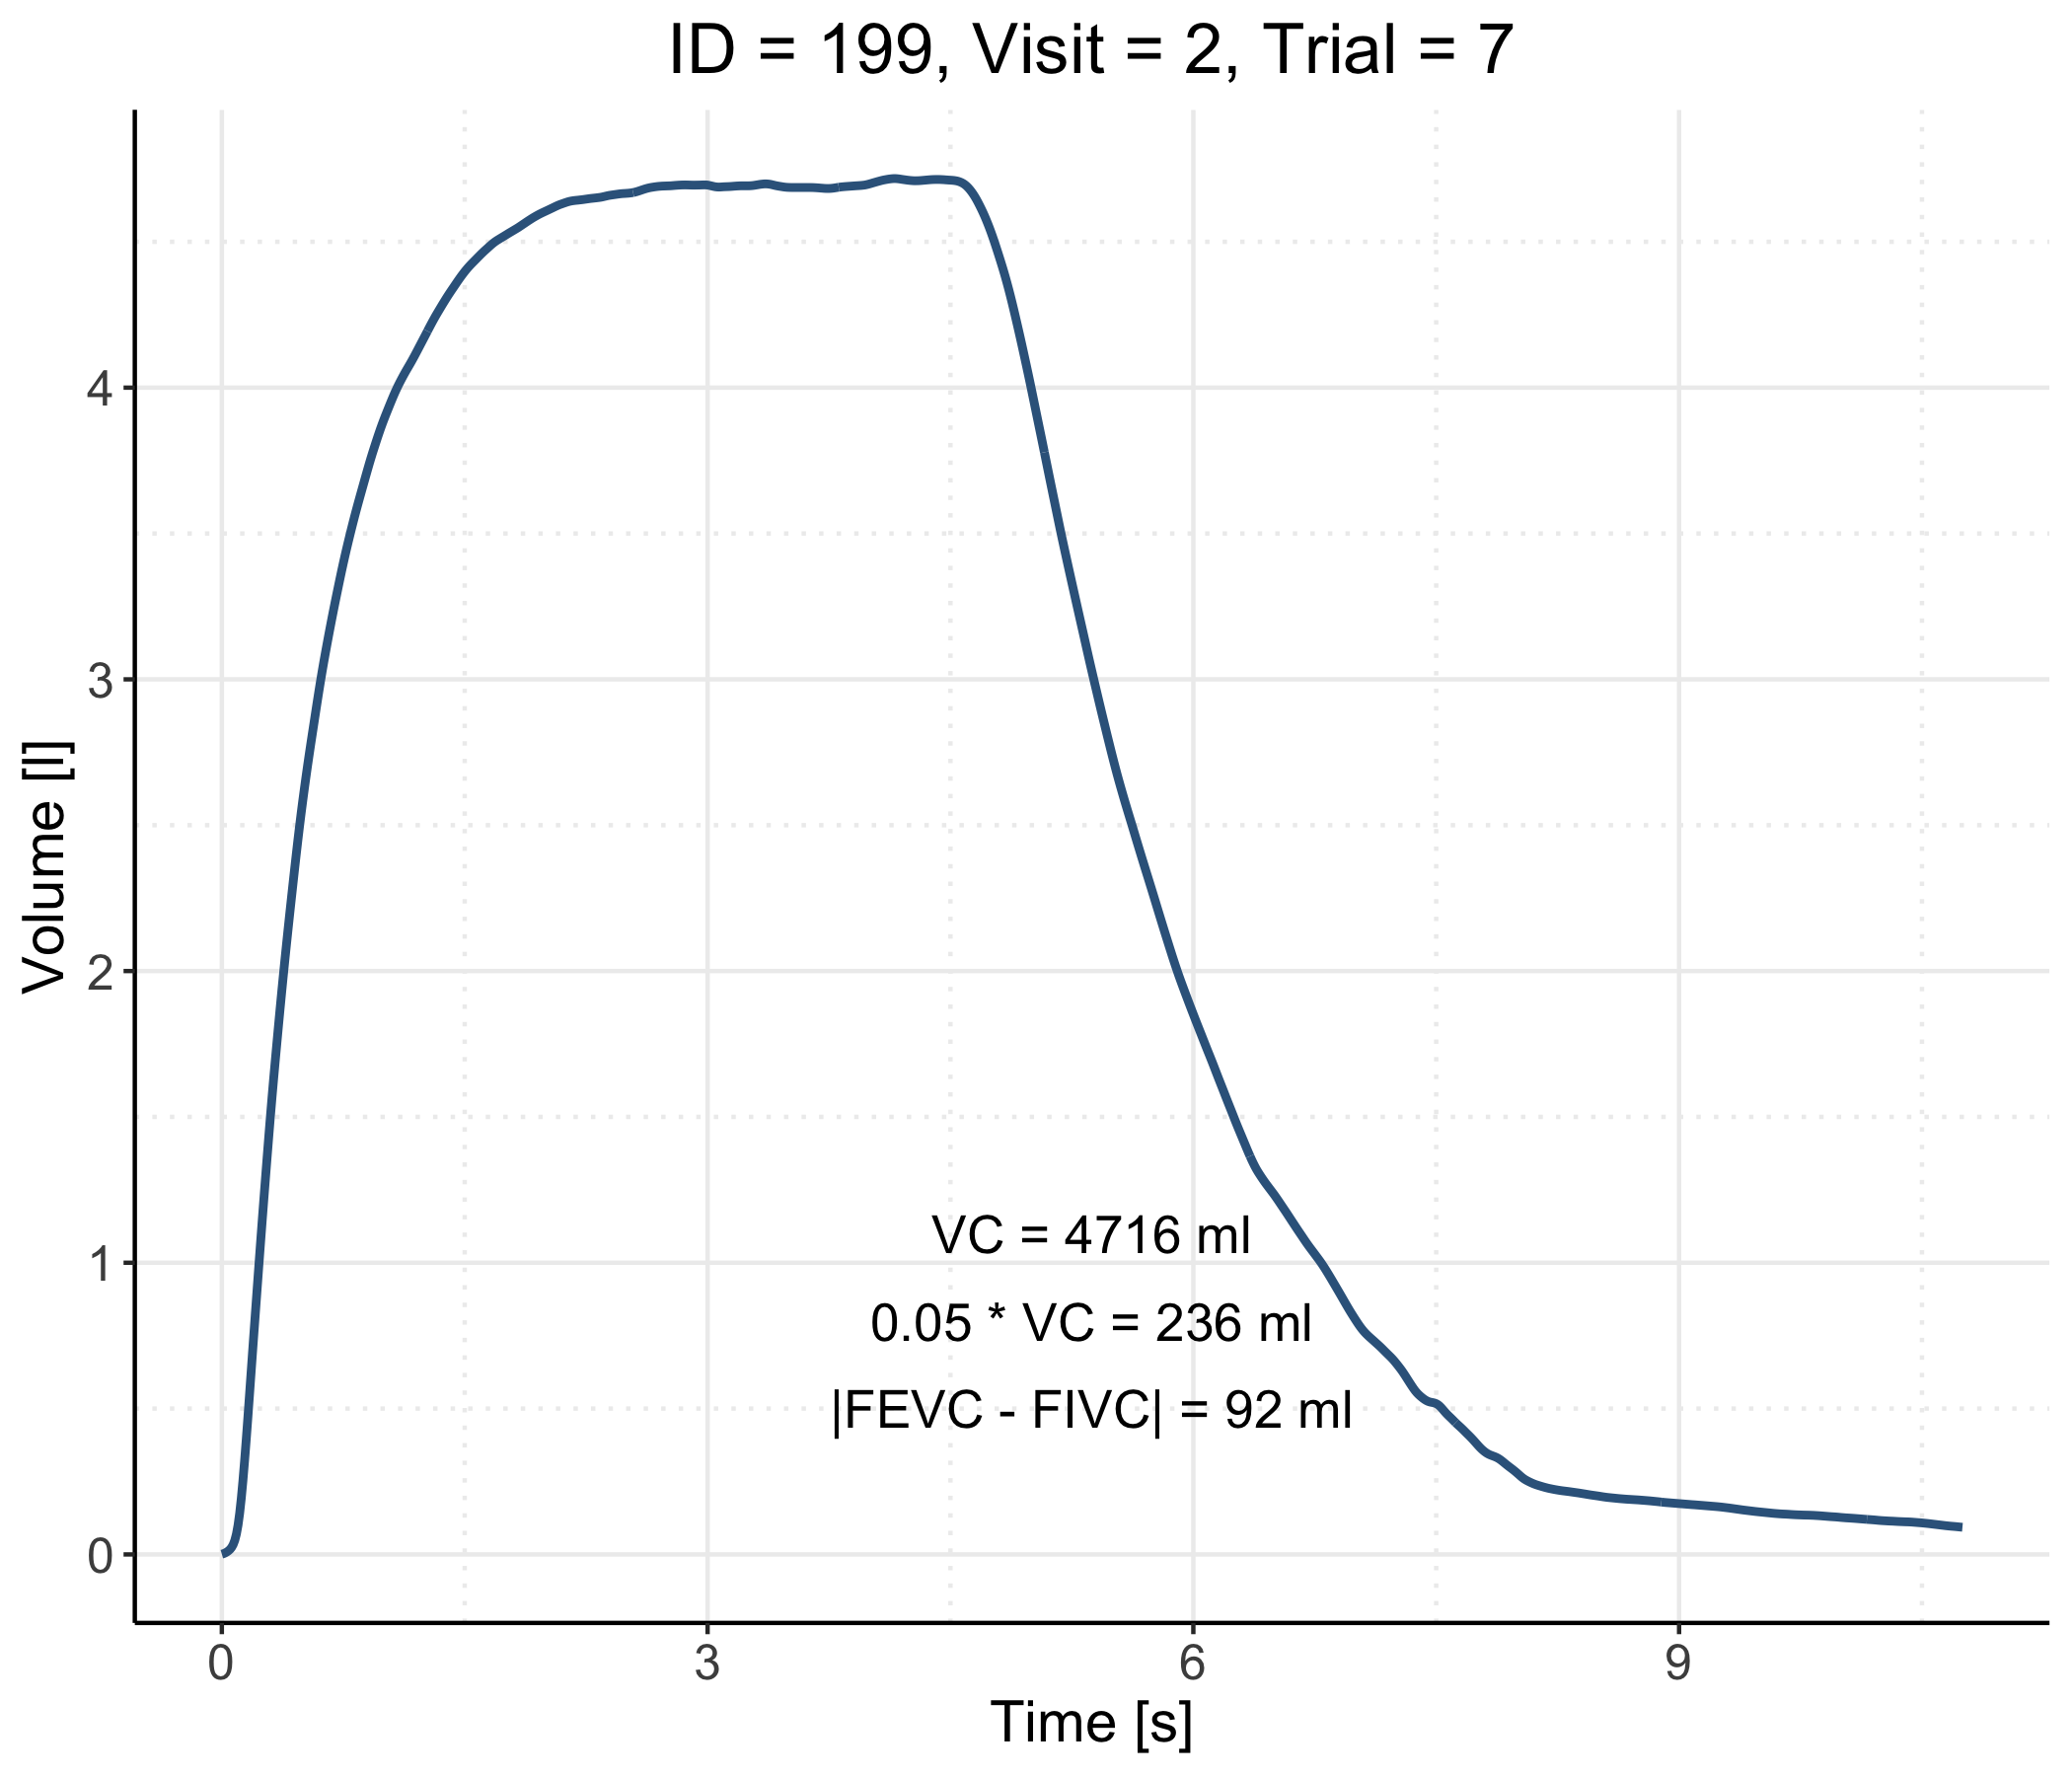 ID = 199, Visit = 2, Trial = 7
Volume [l]
4
3
2
1
0
VC = 4716 ml
0.05 * VC = 236 ml
|FEVC - FIVC| = 92 ml
0 3 6 9
Time [s]